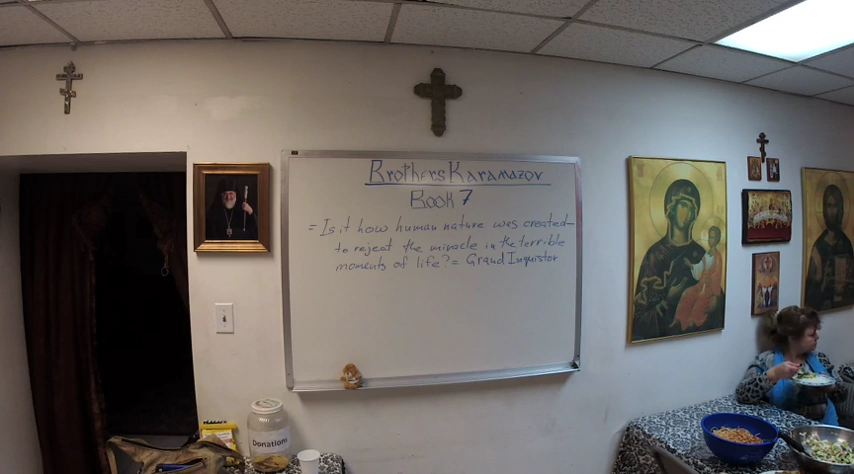 Brothers Karamazov
Book 7
= Is it how human nature was created—
to reject the miracle in the terrible
moments of life? = Grand Inquistor
Donations